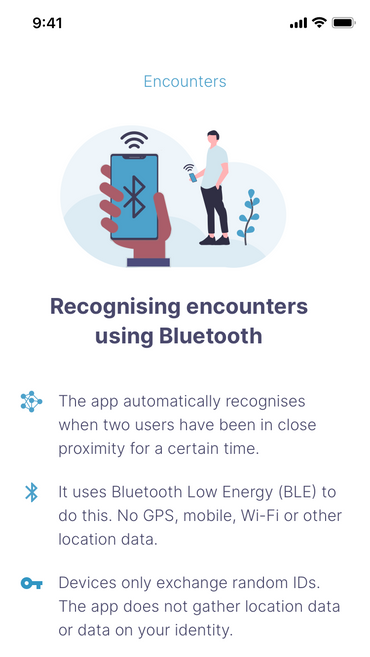 9:41
Encounters
Recognising encounters
using Bluetooth
The app automatically recognises
when two users have been in close
proximity for a certain time.
It uses Bluetooth Low Energy (BLE) to
do this. No GPS, mobile, Wi-Fi or other
location data.
Devices only exchange random IDs.
The app does not gather location data
or data on your identity.